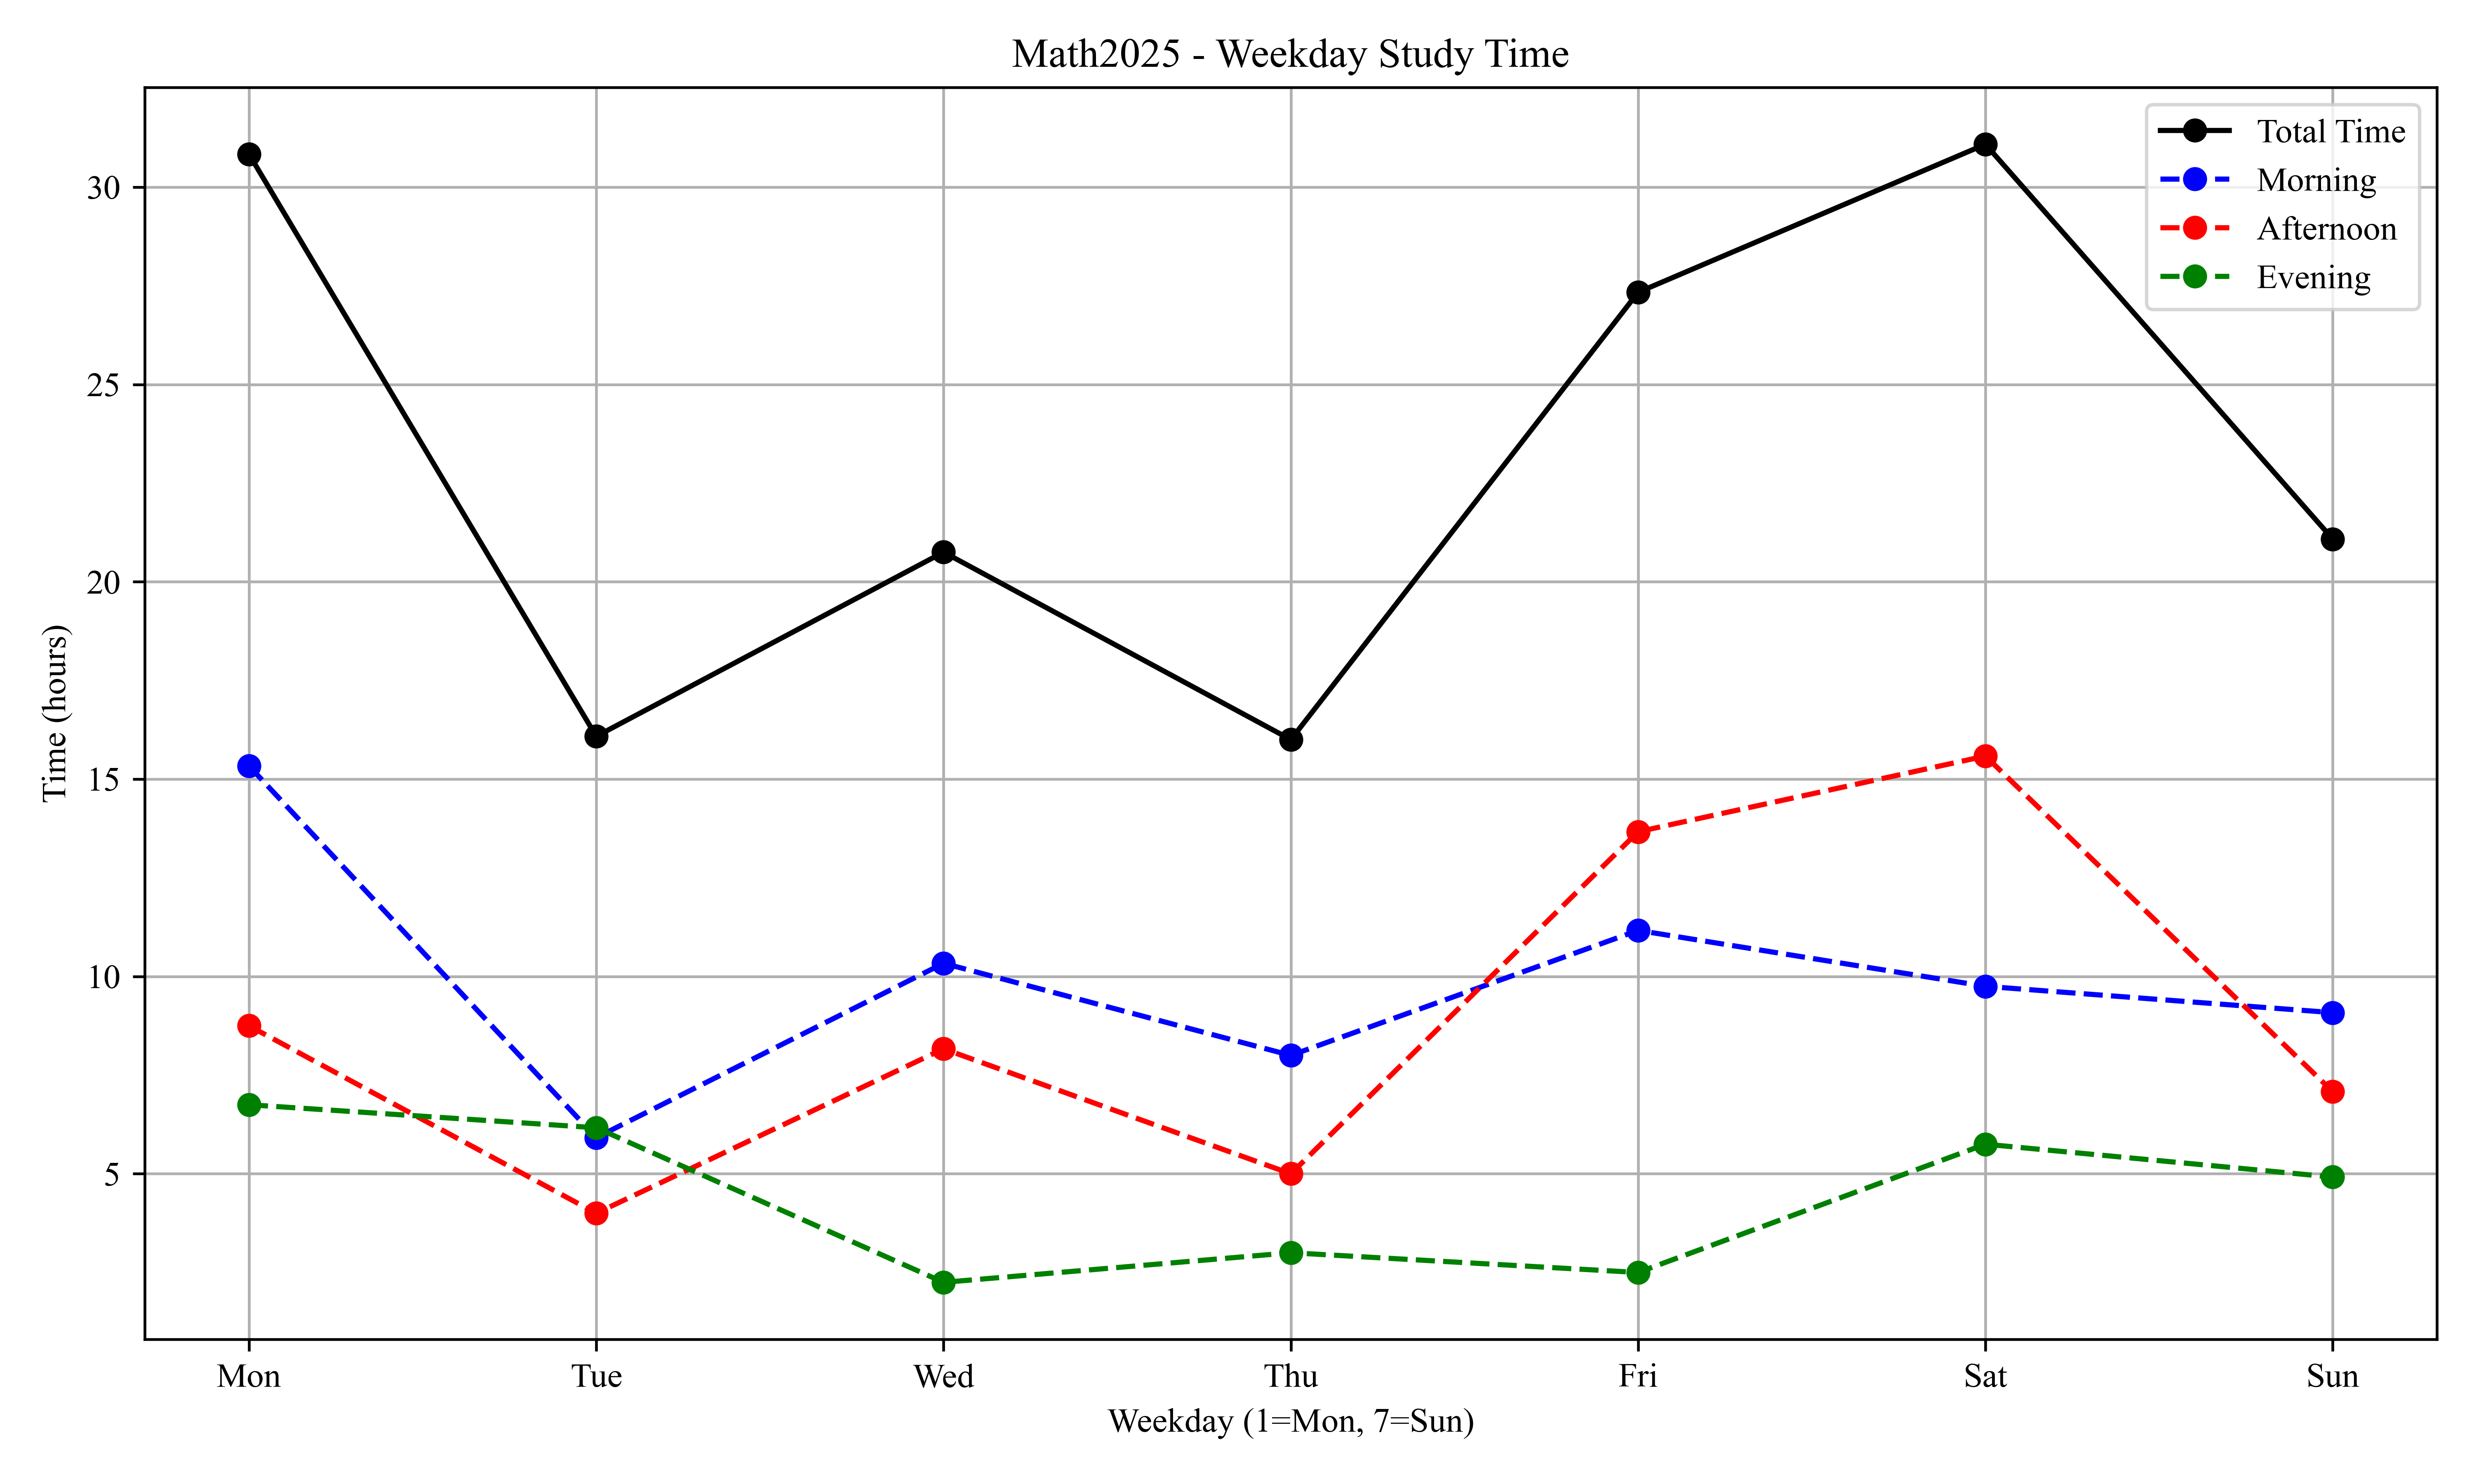 Math2025 - Weekday Study Time
Total Time
Morning
Afternoon
Evening
30
25
20
15
10
5
Time (hours)
Mon Tue Wed Thu Fri Sat Sun
Weekday (1=Mon, 7=Sun)